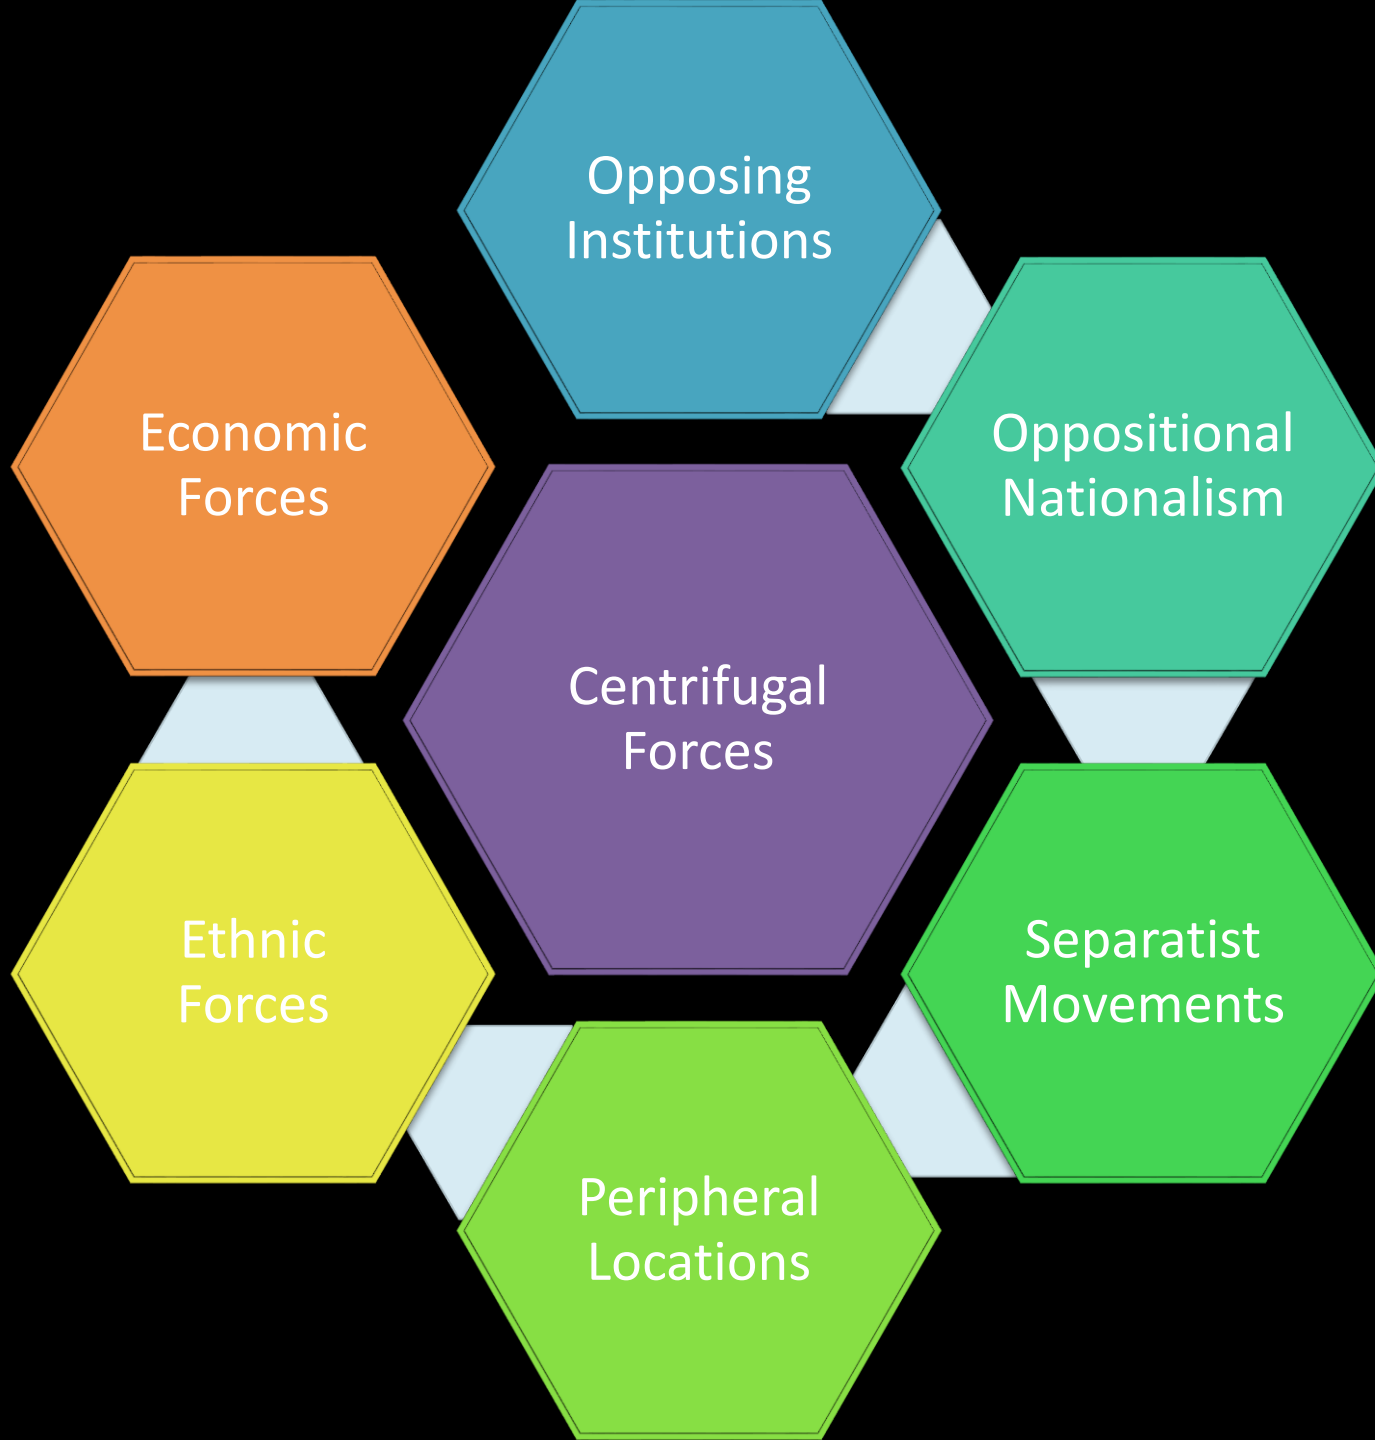 Opposing
Institutions
Economic
Forces
Oppositional
Nationalism
Centrifugal
Forces
Ethnic
Forces
Separatist
Movements
Peripheral
Locations